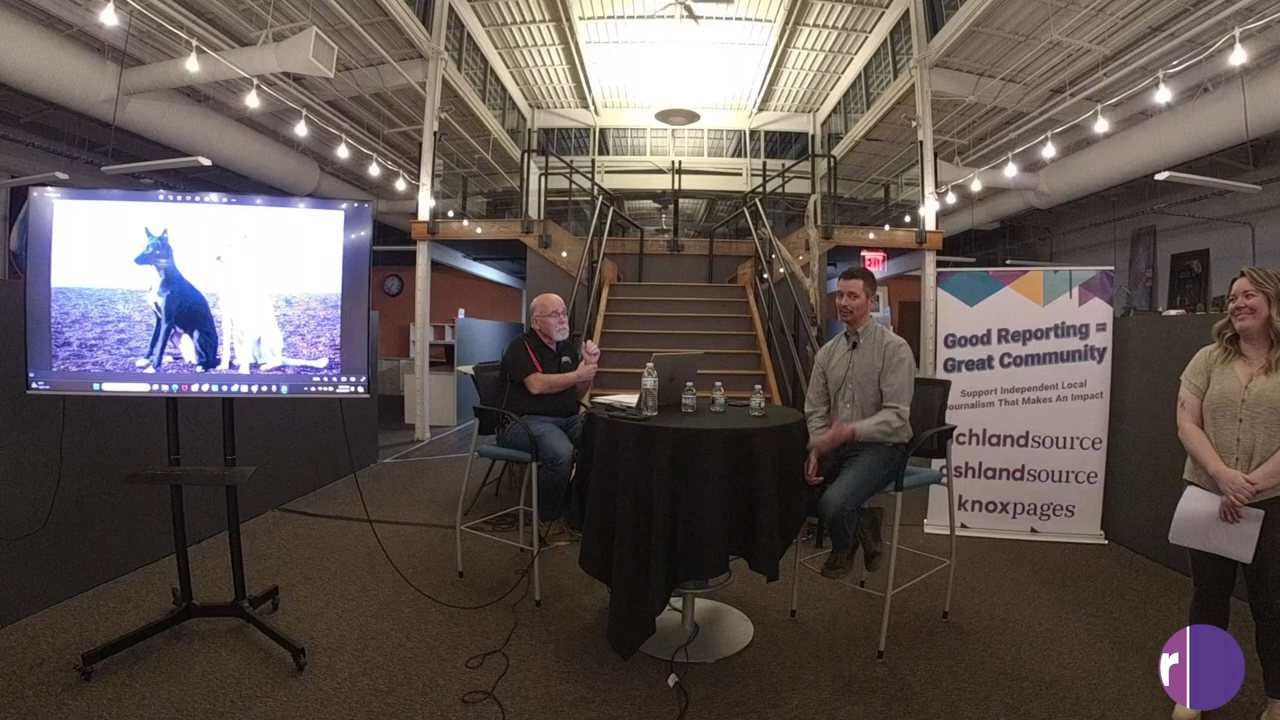 EXIT
Good Reporting =
Great Community
Support Independent Local
Journalism That Makes An Impact
chlandsource
ashlandsource
knoxpages
r